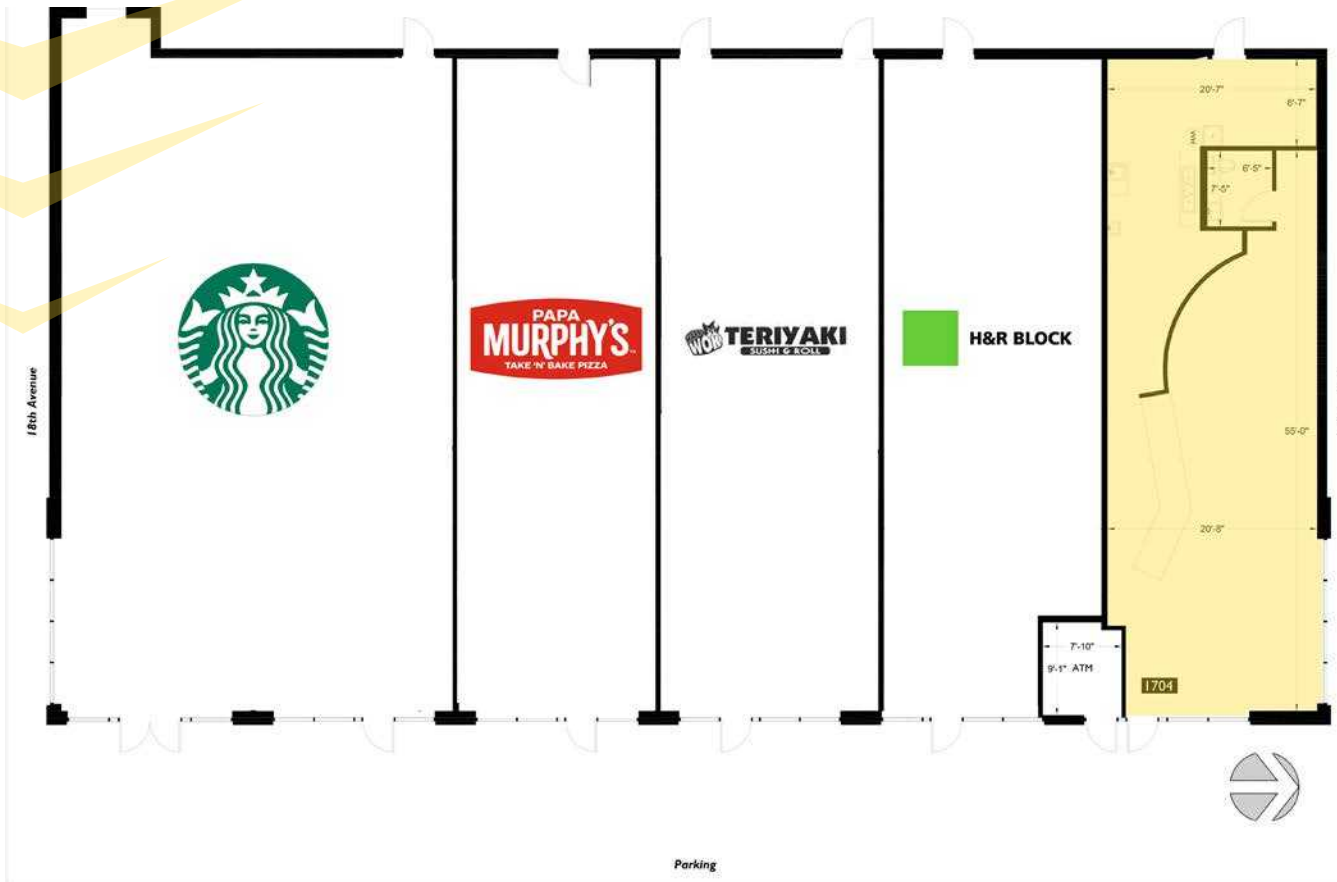 20'-7"
8'-7"
6'-5"
7'-5"
PAPA
MURPHY'S
TAKE 'N' BAKE PIZZA
WOK
TERIYAKI
SUSHI & ROLL
H&R BLOCK
18th Avenue
55'-0"
20'-8"
7'-10"
9'-1" ATM
1704
Parking